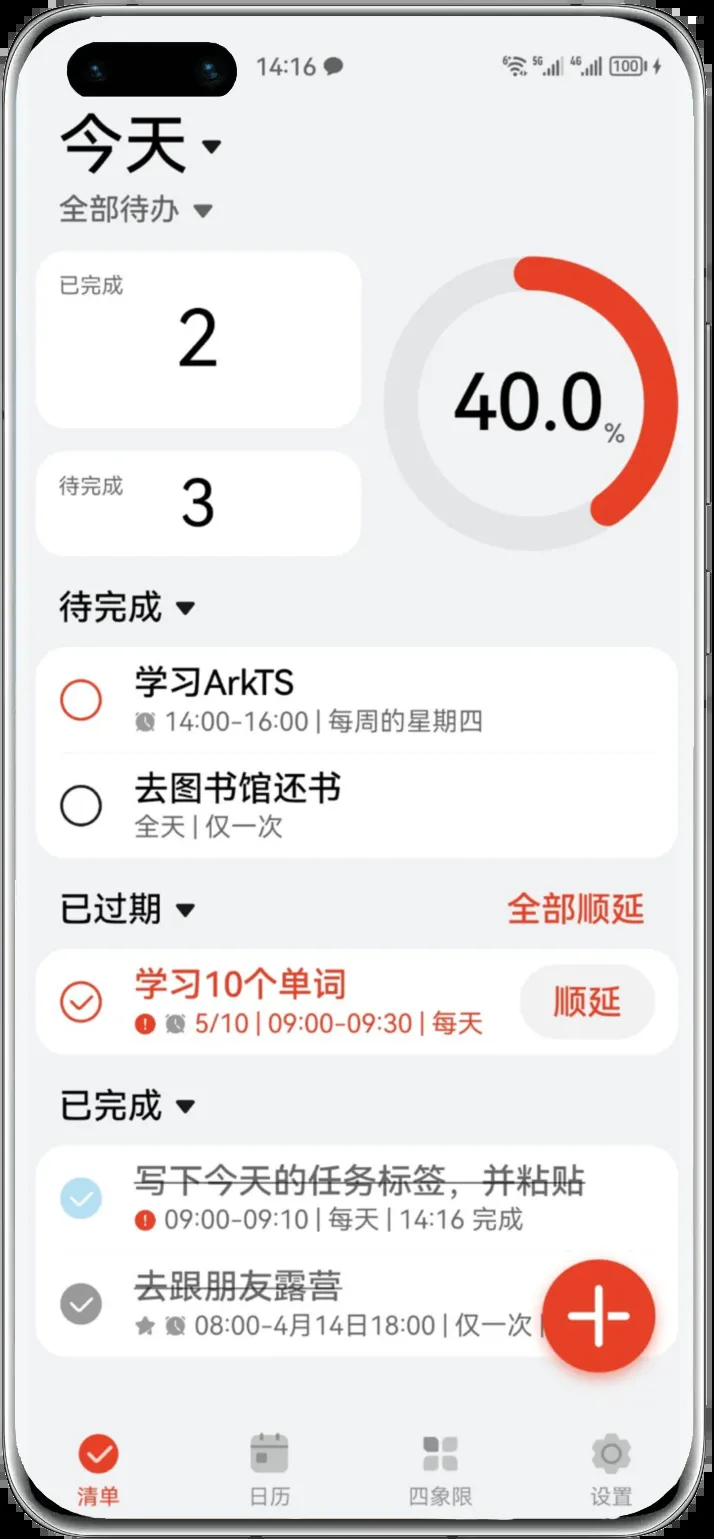 14:16
6 5G 4G 100
今天
全部待办
已完成
2
40.0%
待完成
3
待完成
学习ArkTS
14:00-16:00 | 每周的星期四
去图书馆还书
全天 | 仅一次
已过期
全部顺延
学习10个单词
5/10 | 09:00-09:30 | 每天
顺延
已完成
写下今天的任务标签，并粘贴
09:00-09:10 | 每天 | 14:16 完成
去跟朋友露营
08:00-4月14日18:00 | 仅一次 |
清单
日历
四象限
设置